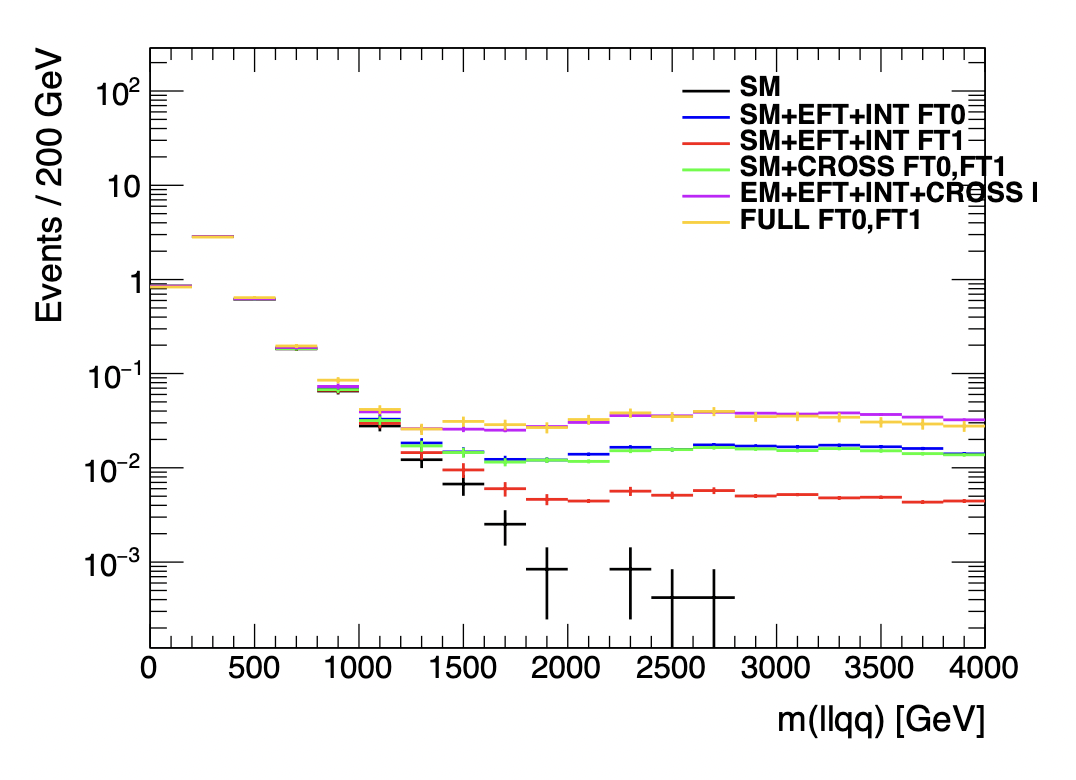 Events / 200 GeV
10²
10
1
10⁻¹
10⁻²
10⁻³
SM
SM+EFT+INT FT0
SM+EFT+INT FT1
SM+CROSS FT0,FT1
EM+EFT+INT+CROSS I
FULL FT0,FT1
0 500 1000 1500 2000 2500 3000 3500 4000
m(llqq) [GeV]